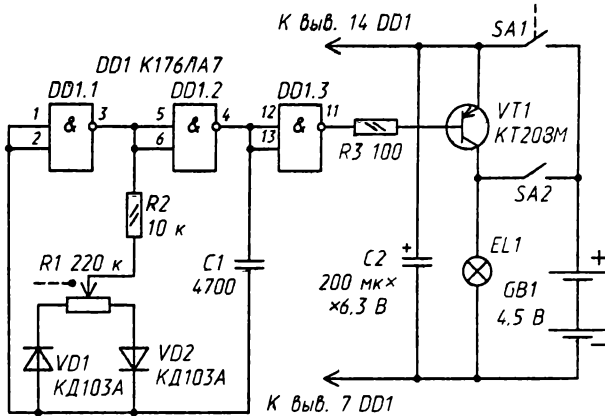 К выв. 14 DD1
SA1
DD1 К176ЛА7
DD1.1
DD1.2
DD1.3
1
2
&
3
5
6
&
4
12
13
&
11
R3 100
VT1
КТ208М
SA2
R2
10 к
R1 220 к
C1
4700
C2
200 мк×
×6,3 В
+
EL1
GB1
4,5 В
+
−
VD1
КД103А
VD2
КД103А
К выв. 7 DD1